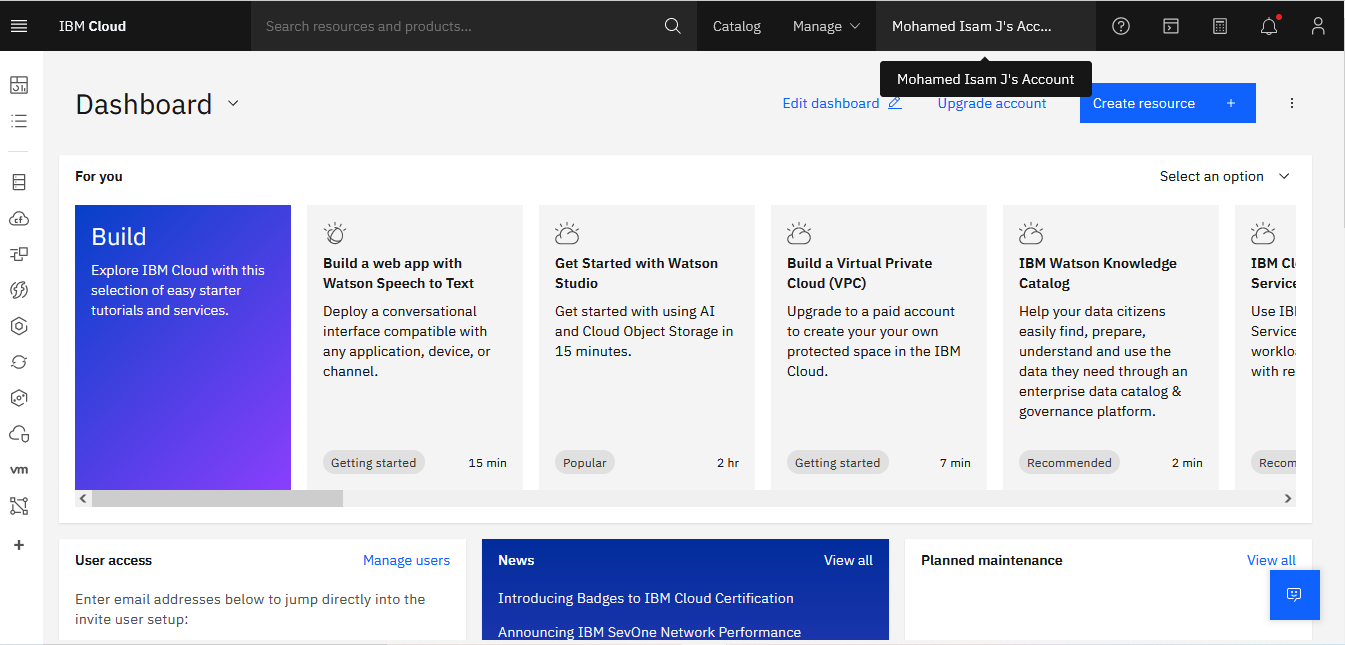 IBM Cloud
Search resources and products...
Catalog
Manage
Mohamed Isam J's Acc...
Mohamed Isam J's Account
Dashboard
Edit dashboard
Upgrade account
Create resource +
For you
Select an option
Build
Explore IBM Cloud with this
selection of easy starter
tutorials and services.
Build a web app with
Watson Speech to Text
Deploy a conversational
interface compatible with
any application, device, or
channel.
Getting started
15 min
Get Started with Watson
Studio
Get started with using AI
and Cloud Object Storage in
15 minutes.
Popular
2 hr
Build a Virtual Private
Cloud (VPC)
Upgrade to a paid account
to create your your own
protected space in the IBM
Cloud.
Getting started
7 min
IBM Watson Knowledge
Catalog
Help your data citizens
easily find, prepare,
understand and use the
data they need through an
enterprise data catalog &
governance platform.
Recommended
2 min
IBM Cl
Service
Use IB
Service
worklo
with re
Recom
cf
vm
User access
Manage users
Enter email addresses below to jump directly into the
invite user setup:
News
View all
Introducing Badges to IBM Cloud Certification
Announcing IBM SevOne Network Performance
Planned maintenance
View all